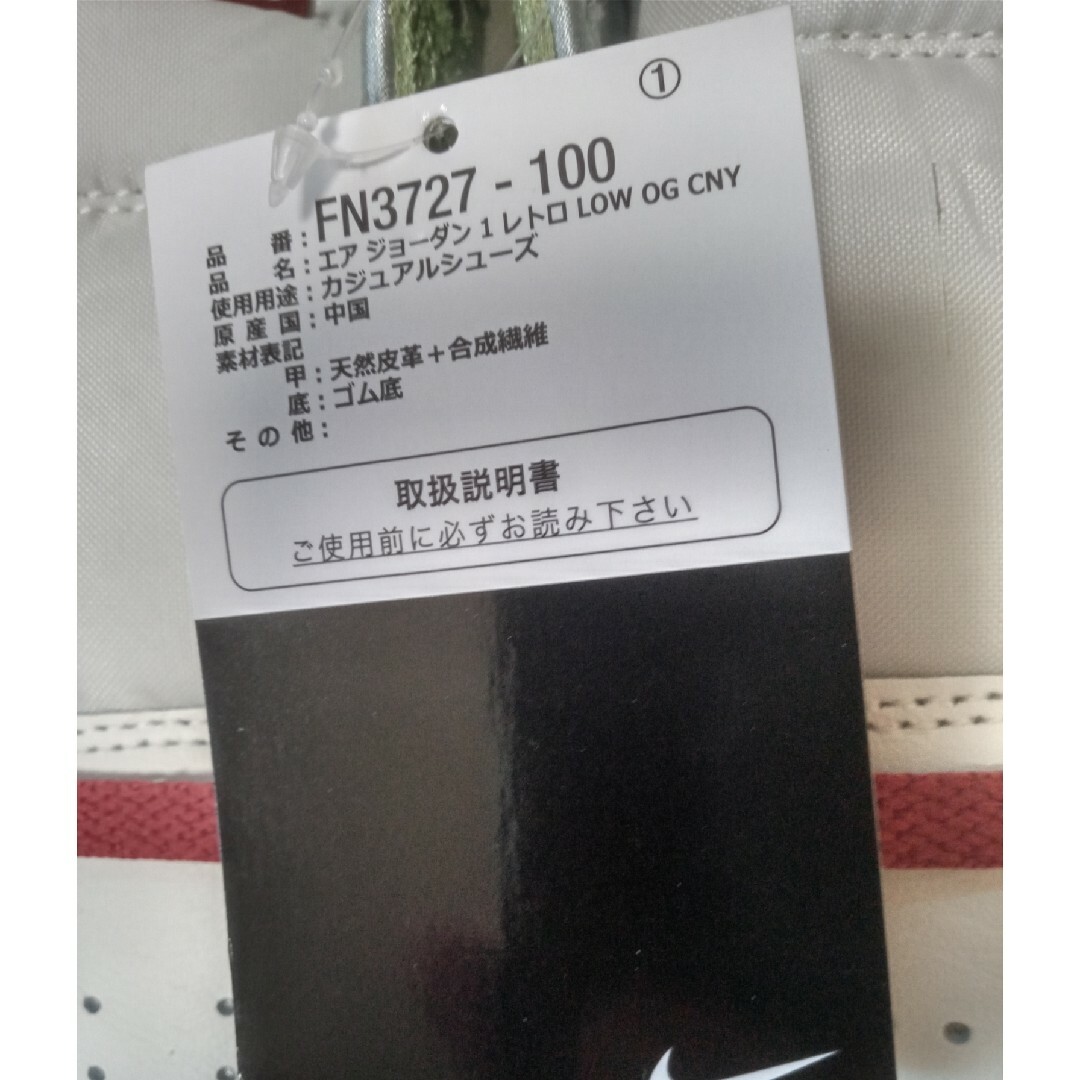 ①
品番：FN3727 - 100
品名：エア ジョーダン 1 レトロ LOW OG CNY
使用用途：カジュアルシューズ
原産国：中国
素材表記
甲：天然皮革＋合成繊維
底：ゴム底
その他：
取扱説明書
ご使用前に必ずお読み下さい